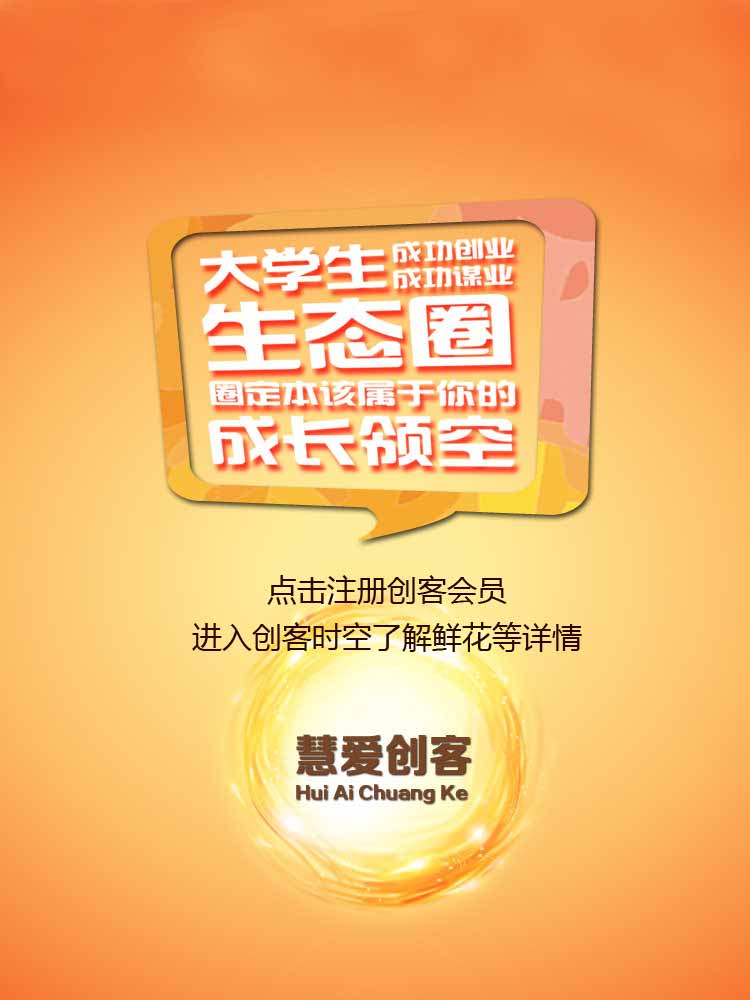 大学生 成功创业
成功谋业
生态圈
圈定本该属于你的
成长领空
点击注册创客会员
进入创客时空了解鲜花等详情
慧爱创客
Hui Ai Chuang Ke